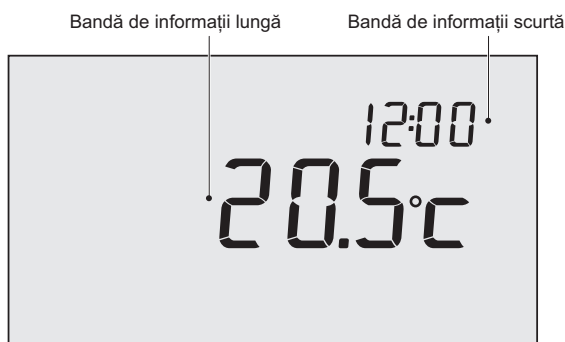 Bandă de informații lungă
Bandă de informații scurtă
12:00
20.5°c